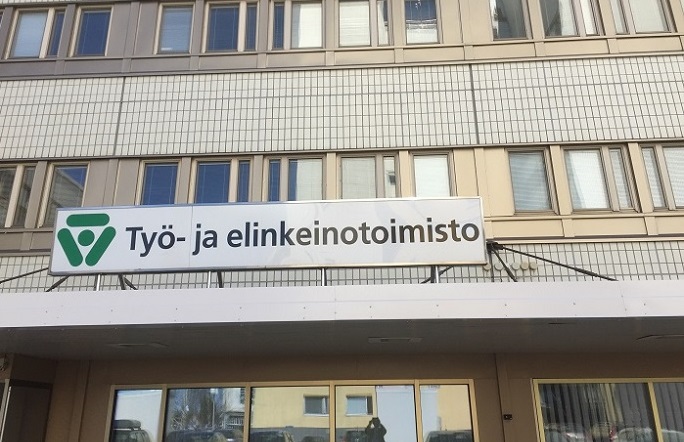 Työ- ja elinkeinotoimisto